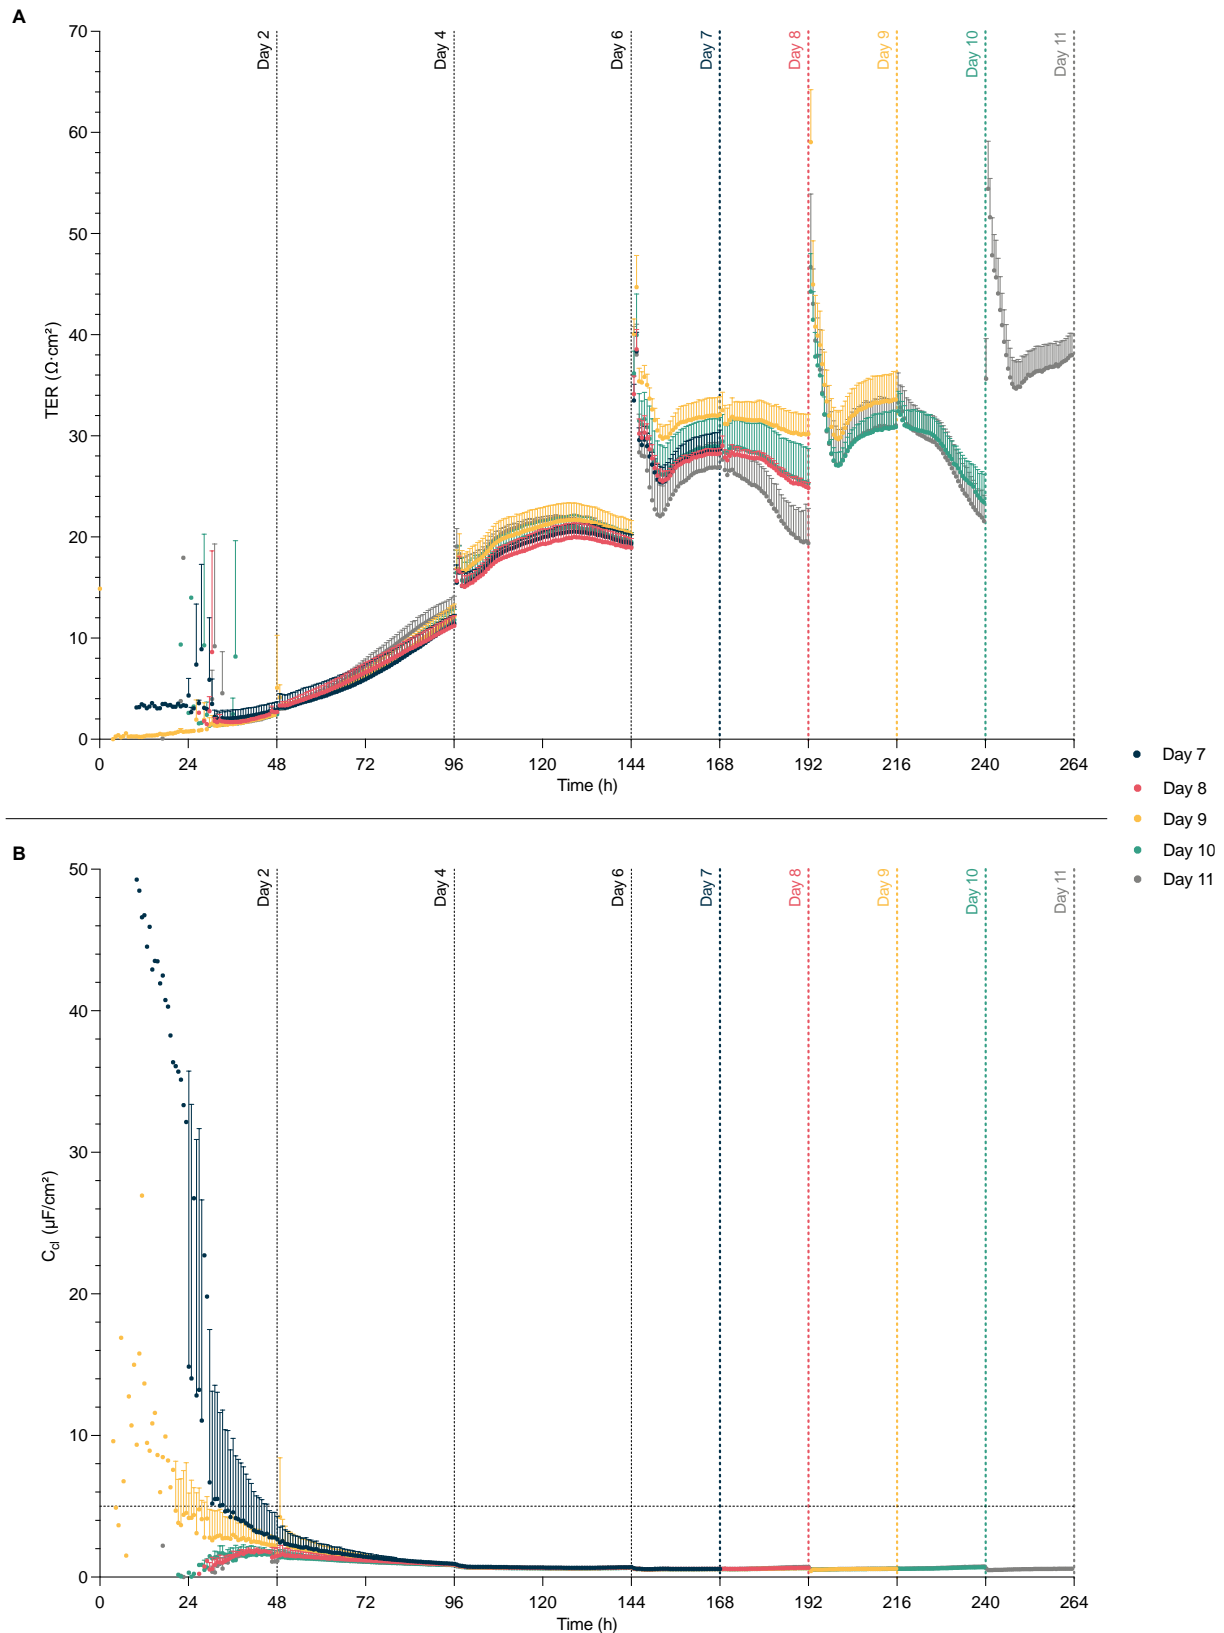 A
Day 2
Day 4
Day 6
Day 7
Day 8
Day 9
Day 10
Day 11
70
60
50
40
30
20
10
0
TER (Ω·cm²)
0 24 48 72 96 120 144 168 192 216 240 264
Time (h)
Day 7
Day 8
Day 9
Day 10
Day 11
B
Day 2
Day 4
Day 6
Day 7
Day 8
Day 9
Day 10
Day 11
50
40
30
20
10
0
Ccl (µF/cm²)
0 24 48 72 96 120 144 168 192 216 240 264
Time (h)